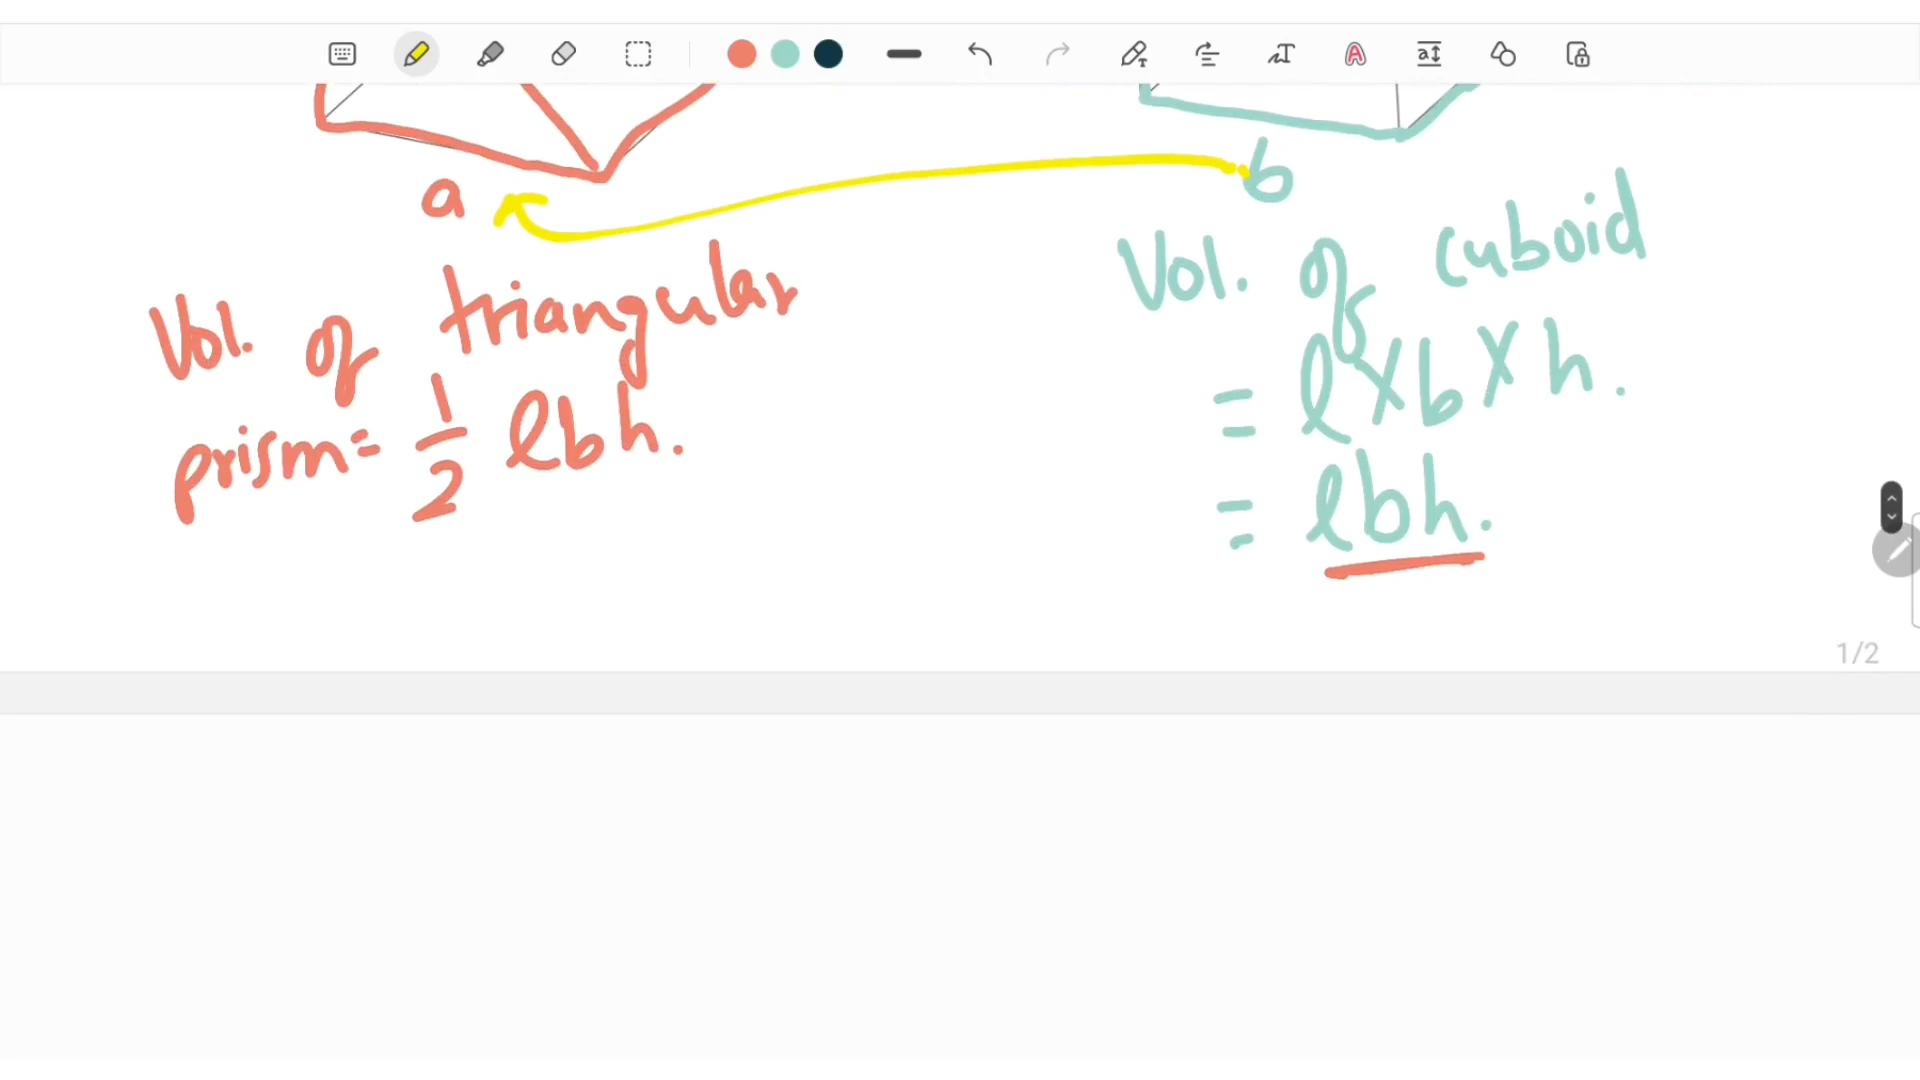 a
Vol. of triangular
prism = 1/2 lbh.
b
Vol. of cuboid
= l X b X h.
= lbh.
1/2